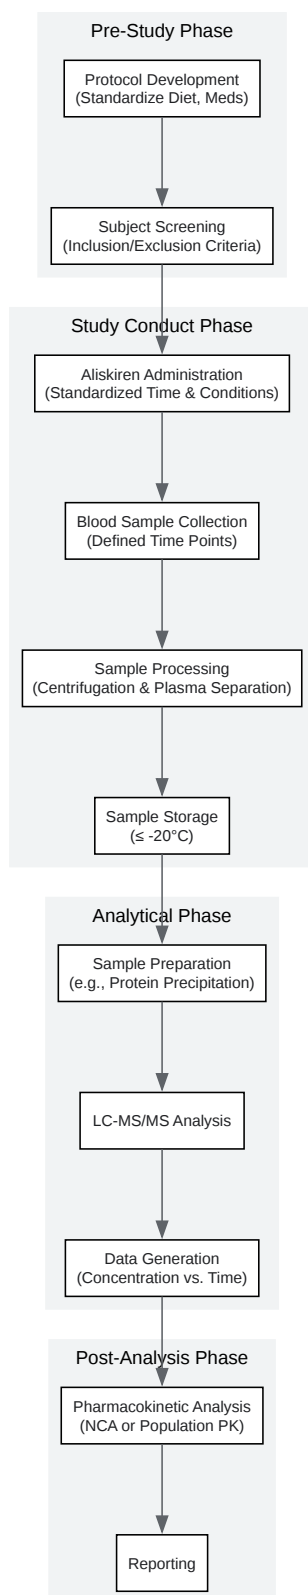 Pre-Study Phase
Protocol Development
(Standardize Diet, Meds)
Subject Screening
(Inclusion/Exclusion Criteria)
Study Conduct Phase
Aliskiren Administration
(Standardized Time & Conditions)
Blood Sample Collection
(Defined Time Points)
Sample Processing
(Centrifugation & Plasma Separation)
Sample Storage
(≤ -20°C)
Analytical Phase
Sample Preparation
(e.g., Protein Precipitation)
LC-MS/MS Analysis
Data Generation
(Concentration vs. Time)
Post-Analysis Phase
Pharmacokinetic Analysis
(NCA or Population PK)
Reporting